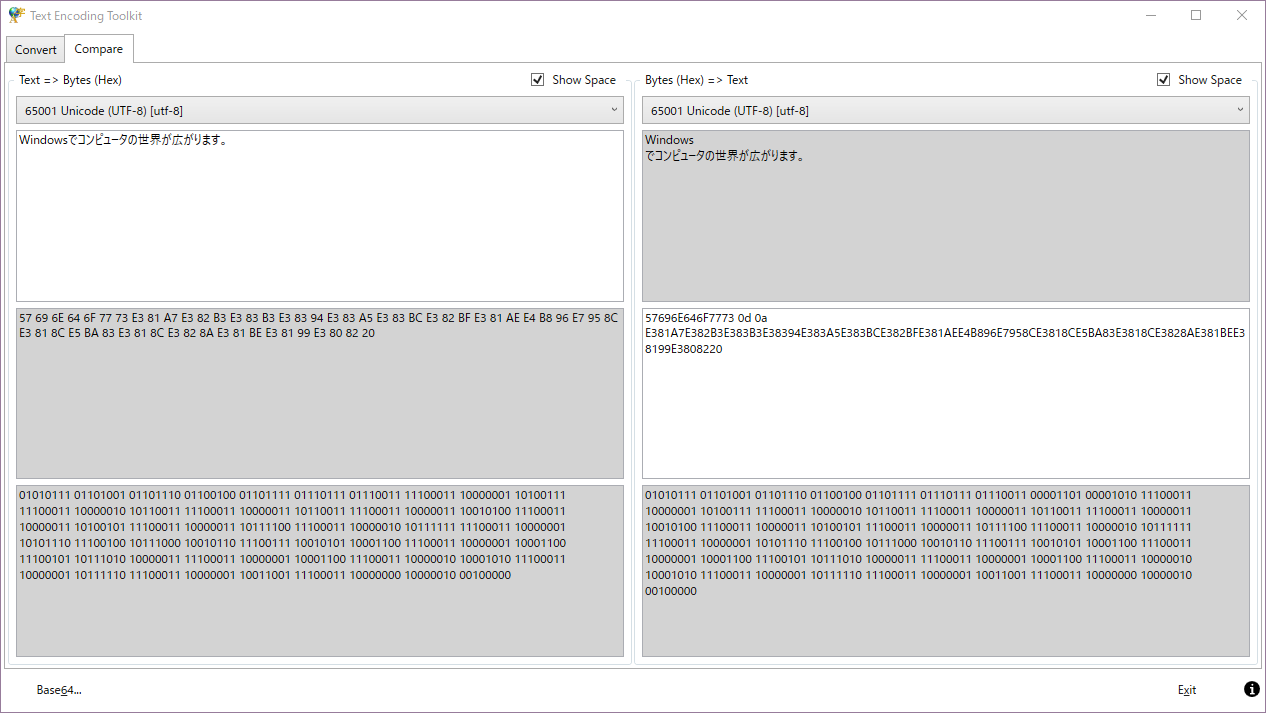 Text Encoding Toolkit
Convert
Compare
Text => Bytes (Hex)
Show Space
65001 Unicode (UTF-8) [utf-8]
Windowsでコンピュータの世界が広がります。
57 69 6E 64 6F 77 73 E3 81 A7 E3 82 B3 E3 83 B3 E3 83 94 E3 83 A5 E3 83 BC E3 82 BF E3 81 AE E4 B8 96 E7 95 8C
E3 81 8C E5 BA 83 E3 81 8C E3 82 8A E3 81 BE E3 81 99 E3 80 82 20
01010111 01101001 01101110 01100100 01101111 01110111 01110011 11100011 10000001 10100111
11100011 10000010 10110011 11100011 10000011 10110011 11100011 10000011 10010100 11100011
10000011 10100101 11100011 10000011 10111100 11100011 10000010 10111111 11100011 10000001
10101110 11100100 10111000 10010110 11100111 10010101 10001100 11100011 10000001 10001100
11100101 10111010 10000011 11100011 10000001 10001100 11100011 10000010 10001010 11100011
10000001 10111110 11100011 10000001 10011001 11100011 10000000 10000010 00100000
Bytes (Hex) => Text
Show Space
65001 Unicode (UTF-8) [utf-8]
Windows
でコンピュータの世界が広がります。
57696E646F7773 0d 0a
E381A7E382B3E383B3E38394E383A5E383BCE382BFE381AEE4B896E7958CE3818CE5BA83E3818CE3828AE381BEE3
8199E3808220
01010111 01101001 01101110 01100100 01101111 01110111 01110011 00001101 00001010 11100011
10000001 10100111 11100011 10000010 10110011 11100011 10000011 10110011 11100011 10000011
10010100 11100011 10000011 10100101 11100011 10000011 10111100 11100011 10000010 10111111
11100011 10000001 10101110 11100100 10111000 10010110 11100111 10010101 10001100 11100011
10000001 10001100 11100101 10111010 10000011 11100011 10000001 10001100 11100011 10000010
10001010 11100011 10000001 10111110 11100011 10000001 10011001 11100011 10000000 10000010
00100000
Base64...
Exit